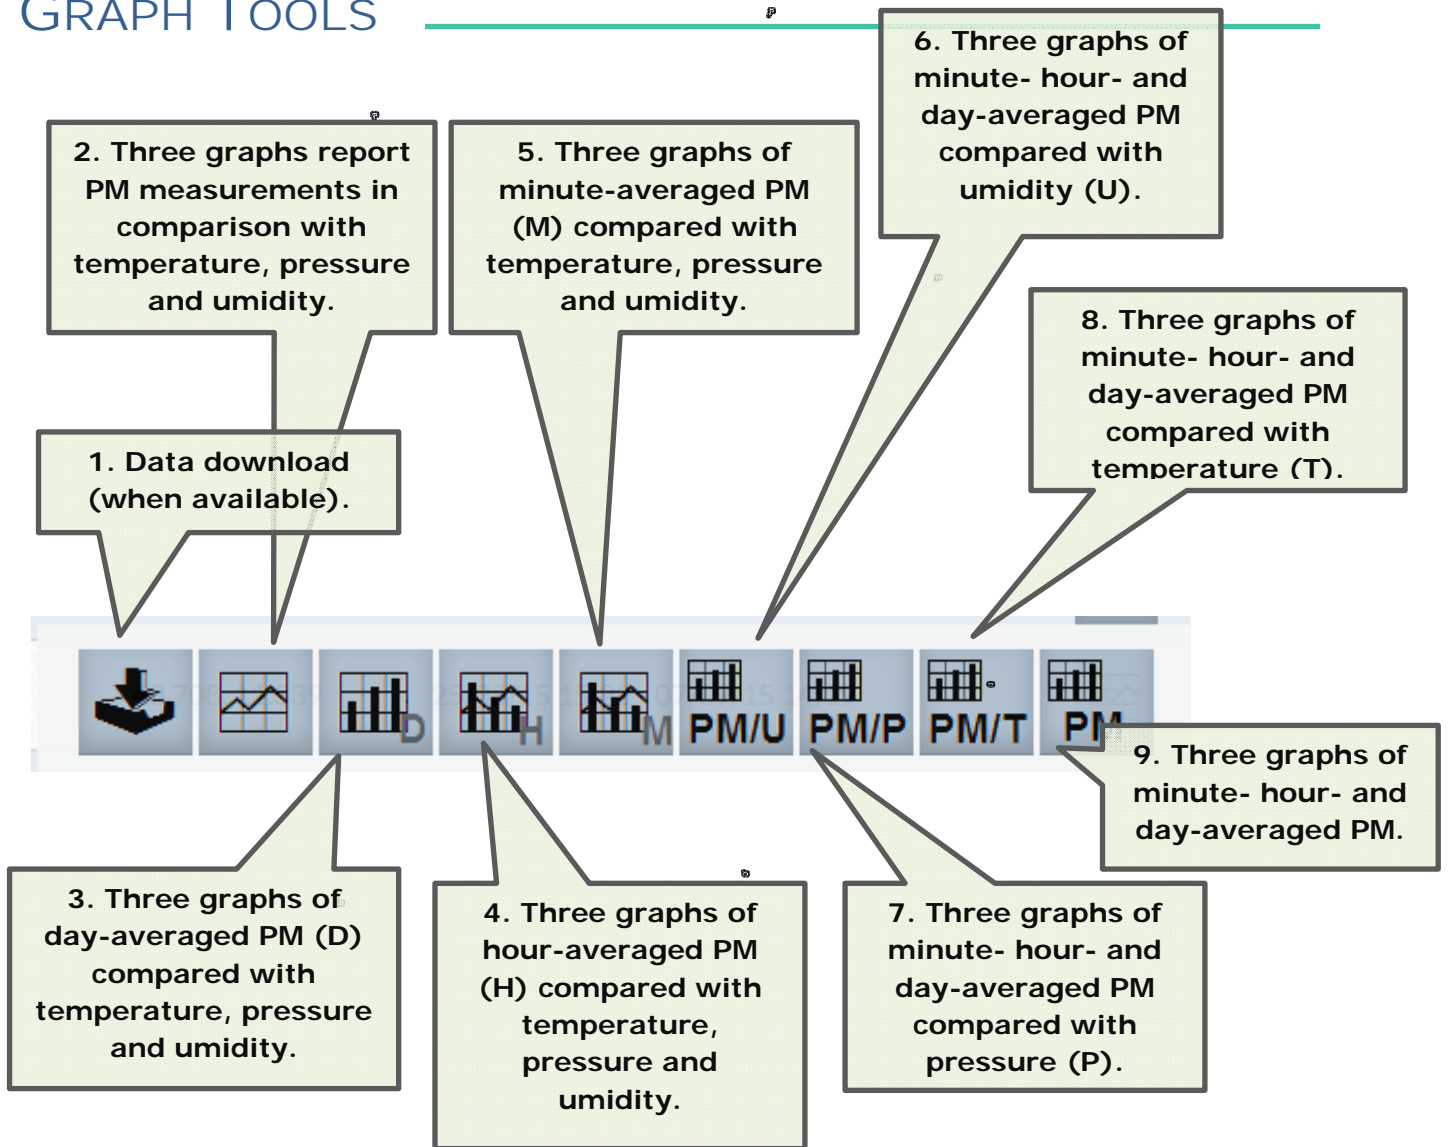 GRAPH TOOLS
6. Three graphs of
minute- hour- and
day-averaged PM
compared with
umidity (U).
2. Three graphs report
PM measurements in
comparison with
temperature, pressure
and umidity.
5. Three graphs of
minute-averaged PM
(M) compared with
temperature, pressure
and umidity.
8. Three graphs of
minute- hour- and
day-averaged PM
compared with
temperature (T).
1. Data download
(when available).
D
H
M
PM/U
PM/P
PM/T
PM
9. Three graphs of
minute- hour- and
day-averaged PM.
3. Three graphs of
day-averaged PM (D)
compared with
temperature, pressure
and umidity.
4. Three graphs of
hour-averaged PM
(H) compared with
temperature,
pressure and
umidity.
7. Three graphs of
minute- hour- and
day-averaged PM
compared with
pressure (P).